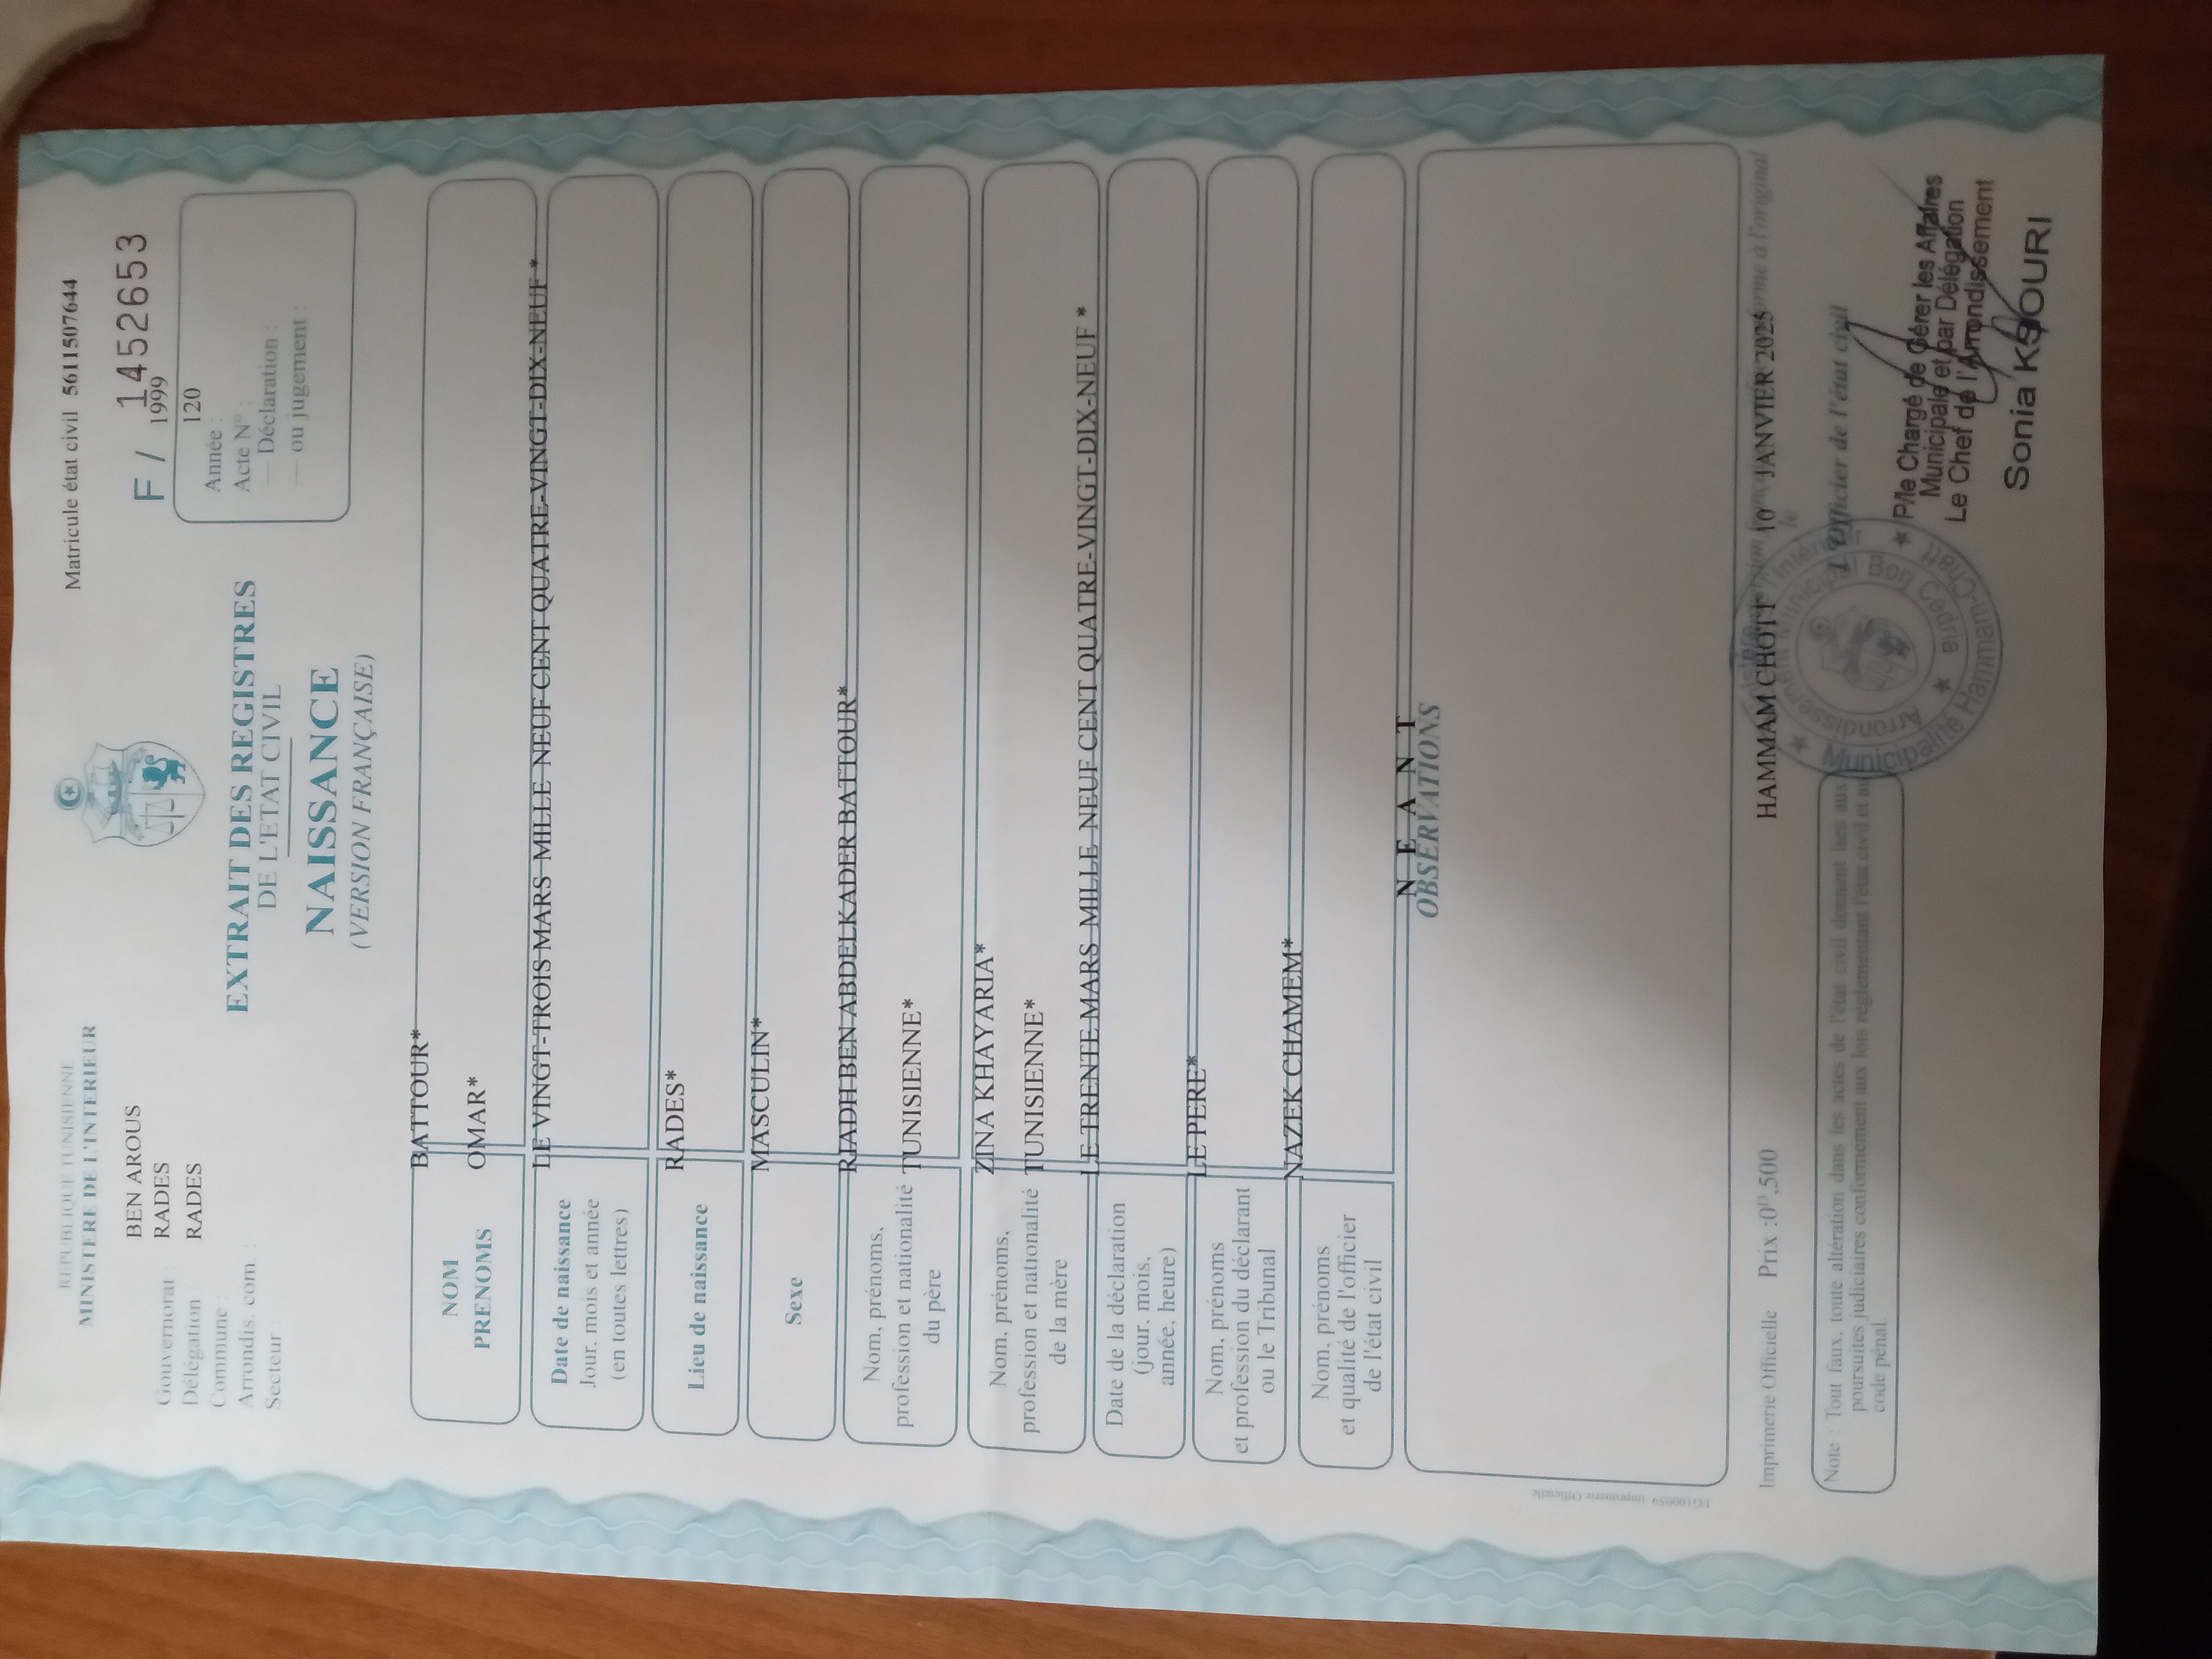 REPUBLIQUE TUNISIENNE
MINISTERE DE L'INTERIEUR
Matricule état civil 561150​7644
F / 1452653
Gouvernorat : BEN AROUS
Délégation : RADES
Commune : RADES
Arrondis. com. :
Secteur :
1999
120
Année :
Acte N° :
— Déclaration :
— ou jugement :
EXTRAIT DES REGISTRES
DE L'ETAT CIVIL
NAISSANCE
(VERSION FRANÇAISE)
NOM
BATTOUR*
PRENOMS
OMAR*
Date de naissance
Jour, mois et année
(en toutes lettres)
LE VINGT-TROIS MARS MILLE NEUF CENT QUATRE-VINGT-DIX-NEUF *
Lieu de naissance
RADES*
Sexe
MASCULIN*
Nom, prénoms,
profession et nationalité
du père
RIADH BEN ABDELKADER BATTOUR*
TUNISIENNE*
Nom, prénoms,
profession et nationalité
de la mère
ZINA KHAYARIA*
TUNISIENNE*
Date de la déclaration
(jour, mois,
année, heure)
LE TRENTE MARS MILLE NEUF CENT QUATRE-VINGT-DIX-NEUF *
Nom, prénoms
et profession du déclarant
ou le Tribunal
LE PERE*
Nom, prénoms
et qualité de l'officier
de l'état civil
NAZEK CHAMEM*
N E A N T
OBSERVATIONS
FG100059 Imprimerie Officielle
Imprimerie Officielle Prix :0D,500
HAMMAM CHOTT 10 JANVIER 2025
conforme à l'original
le
L'Officier de l'état civil
Note : Tout faux, toute altération dans les actes de l'état civil donnent lieu aux
poursuites judiciaires conformement aux lois réglementant l'état civil et au
code pénal.
Arrondissement Municipal Borj Cedria
Municipalité Hammam-Chatt
P/le Chargé de Gérer les Affaires
Municipale et par Délégation
Le Chef de l'Arrondissement
Sonia KSOURI